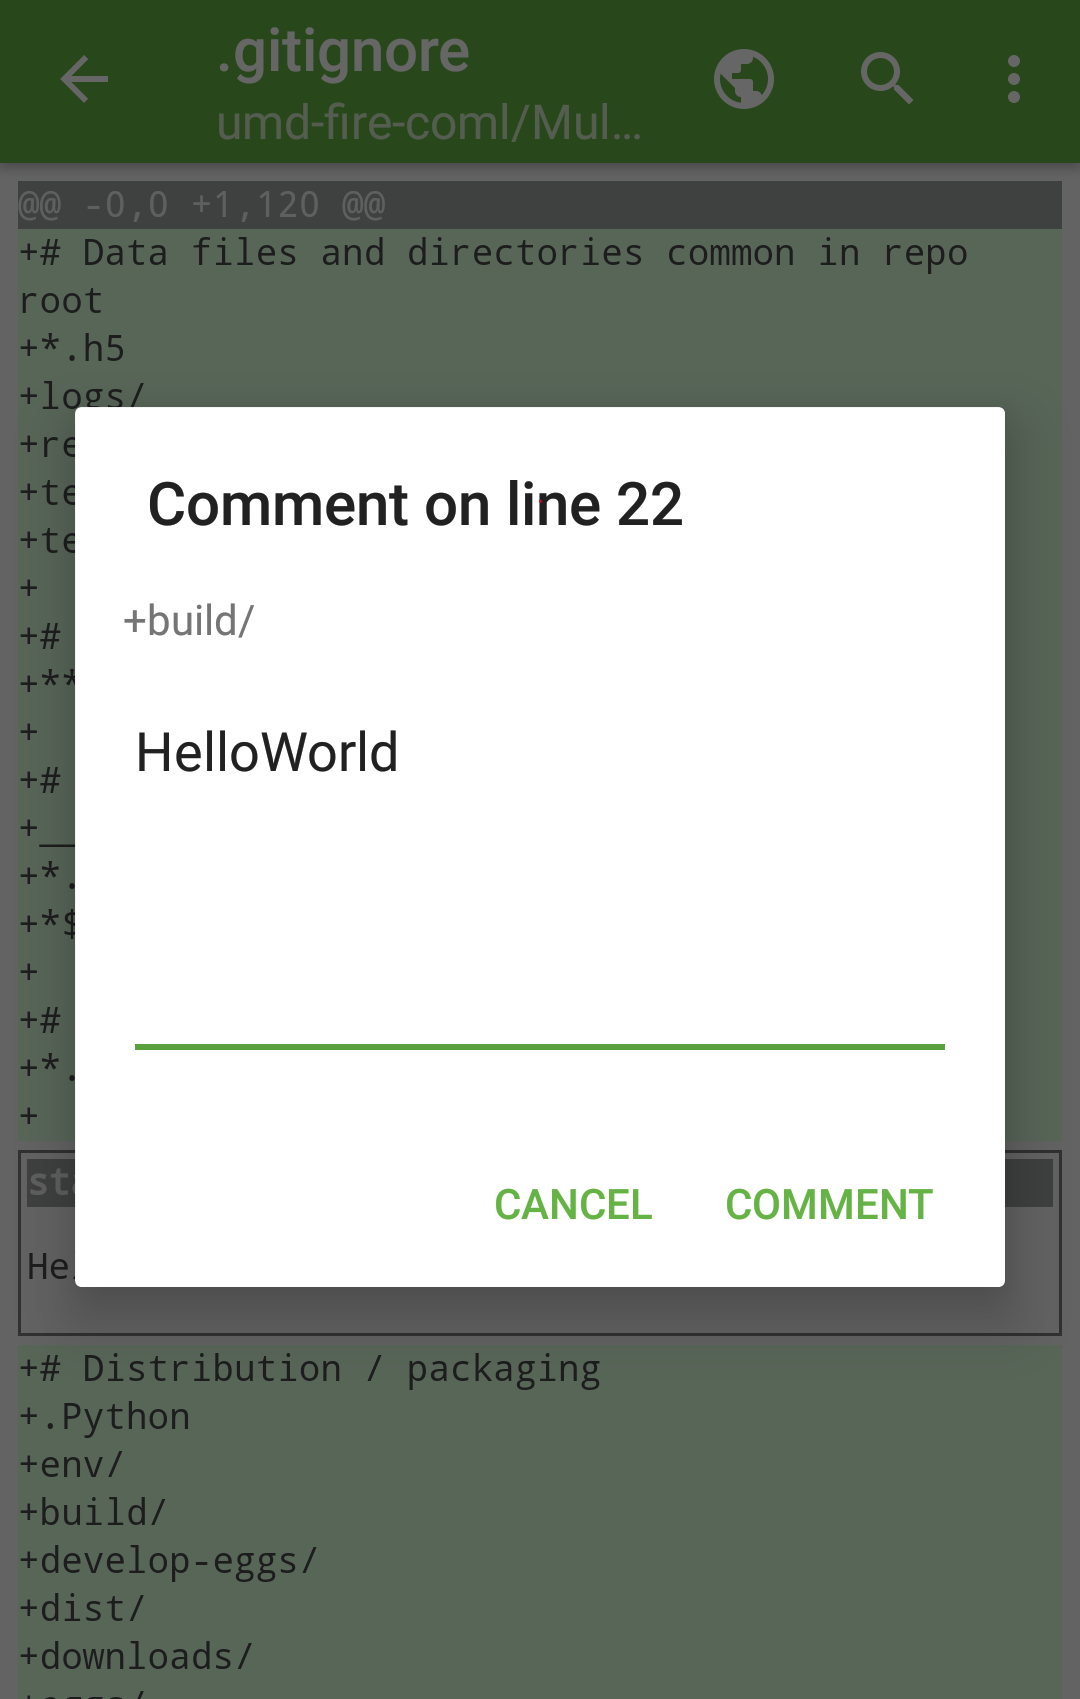 .gitignore
umd-fire-coml/Mul...
@@ -0,0 +1,120 @@
+# Data files and directories common in repo
root
+*.h5
+logs/
+
+#
+
+#
+
+#
+
Comment on line 22
+build/
HelloWorld
CANCEL
COMMENT
+# Distribution / packaging
+.Python
+env/
+build/
+develop-eggs/
+dist/
+downloads/